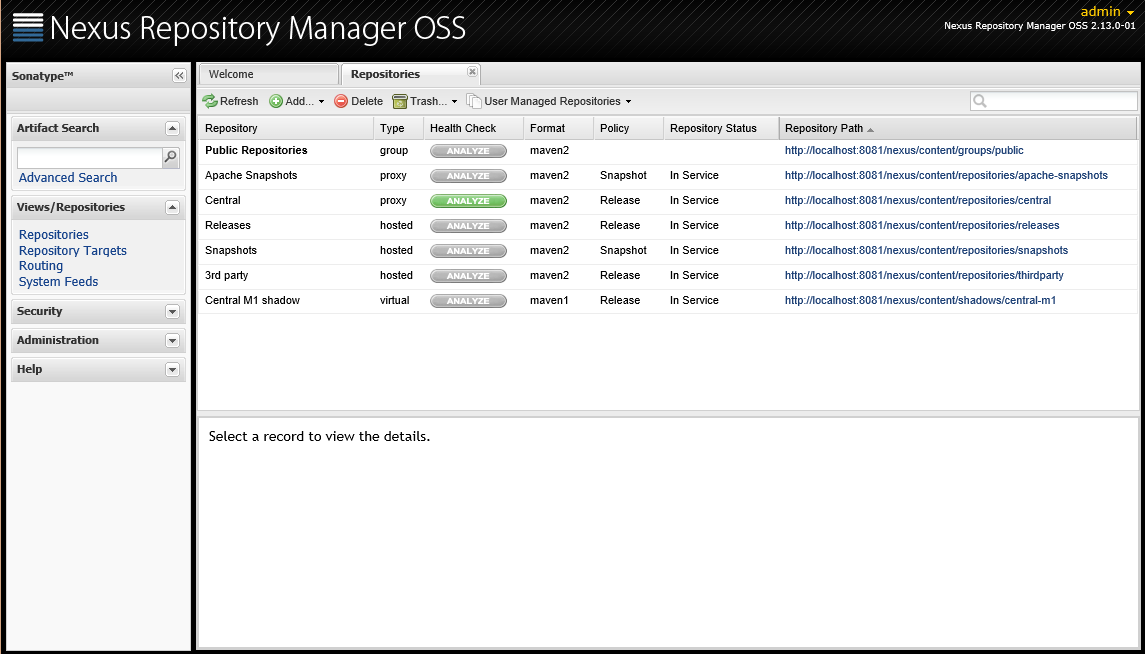 Nexus Repository Manager OSS
admin
Nexus Repository Manager OSS 2.13.0-01
Sonatype™
Artifact Search
Advanced Search
Views/Repositories
Repositories
Repository Targets
Routing
System Feeds
Security
Administration
Help
Welcome
Repositories
Refresh Add... Delete Trash... User Managed Repositories
Repository Type Health Check Format Policy Repository Status Repository Path
Public Repositories group ANALYZE maven2 http://localhost:8081/nexus/content/groups/public
Apache Snapshots proxy ANALYZE maven2 Snapshot In Service http://localhost:8081/nexus/content/repositories/apache-snapshots
Central proxy ANALYZE maven2 Release In Service http://localhost:8081/nexus/content/repositories/central
Releases hosted ANALYZE maven2 Release In Service http://localhost:8081/nexus/content/repositories/releases
Snapshots hosted ANALYZE maven2 Snapshot In Service http://localhost:8081/nexus/content/repositories/snapshots
3rd party hosted ANALYZE maven2 Release In Service http://localhost:8081/nexus/content/repositories/thirdparty
Central M1 shadow virtual ANALYZE maven1 Release In Service http://localhost:8081/nexus/content/shadows/central-m1
Select a record to view the details.